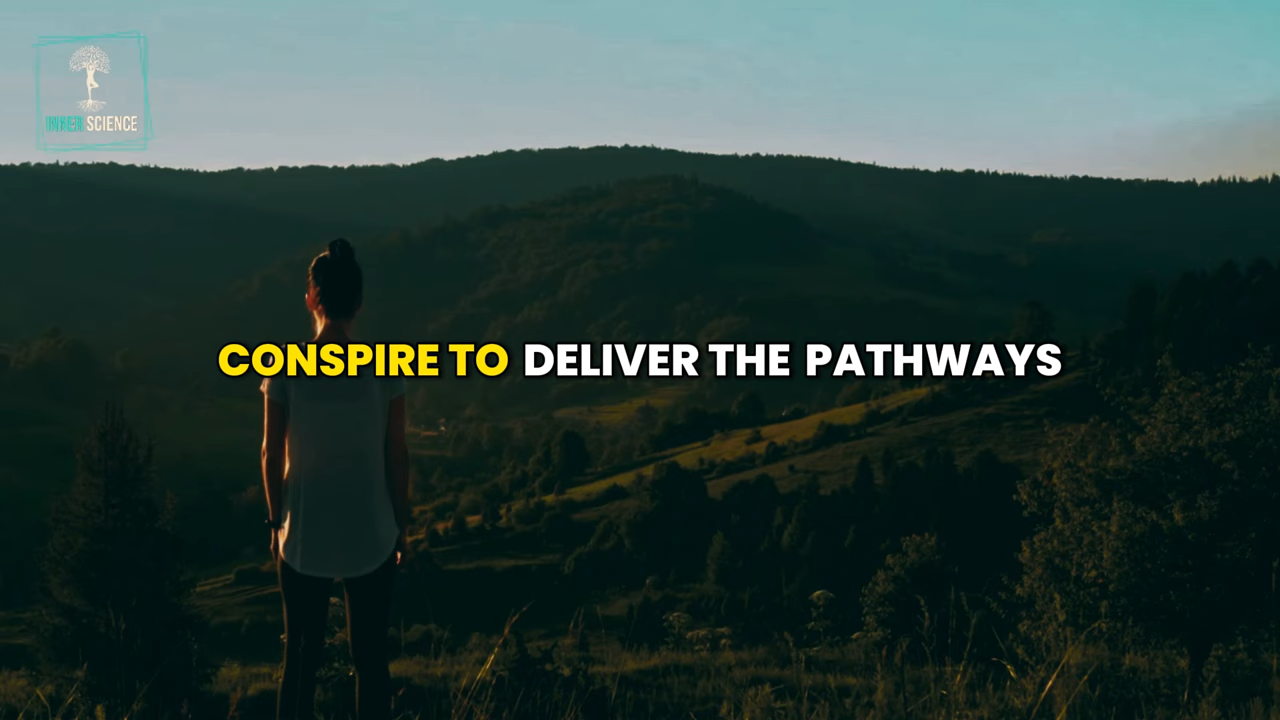 INNER SCIENCE
CONSPIRE TO DELIVER THE PATHWAYS